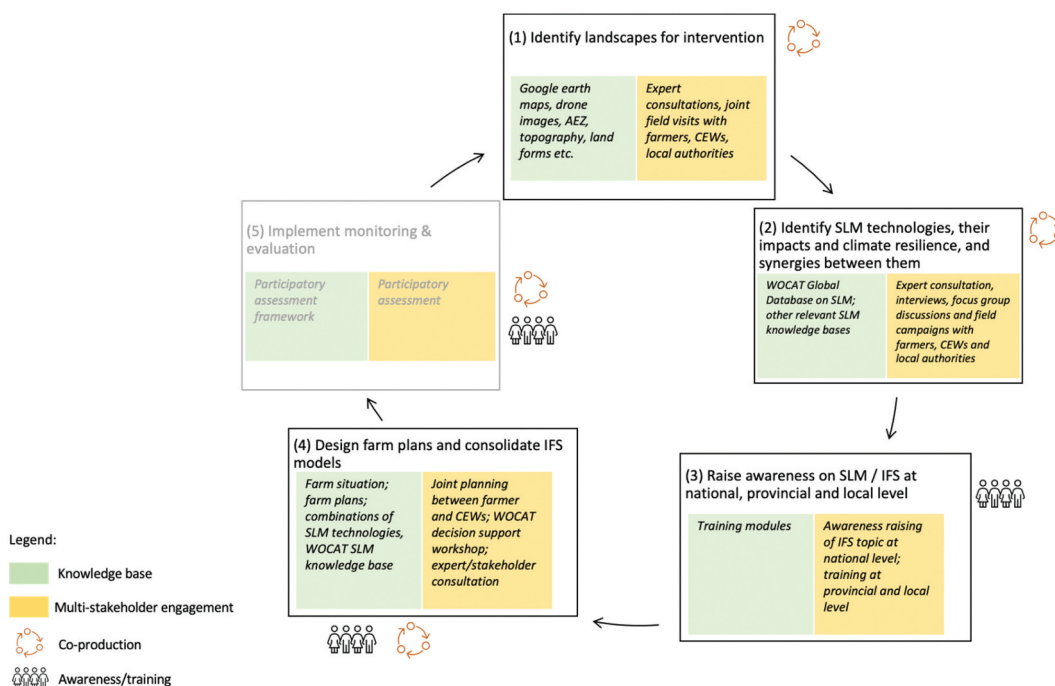 (1) Identify landscapes for intervention
Google earth
maps, drone
images, AEZ,
topography, land
forms etc.
Expert
consultations, joint
field visits with
farmers, CEWs,
local authorities
(2) Identify SLM technologies, their
impacts and climate resilience, and
synergies between them
WOCAT Global
Database on SLM;
other relevant SLM
knowledge bases
Expert consultation,
interviews, focus group
discussions and field
campaigns with
farmers, CEWs and
local authorities
(3) Raise awareness on SLM / IFS at
national, provincial and local level
Training modules
Awareness raising
of IFS topic at
national level;
training at
provincial and local
level
(4) Design farm plans and consolidate IFS
models
Farm situation;
farm plans;
combinations of
SLM technologies,
WOCAT SLM
knowledge base
Joint planning
between farmer
and CEWs; WOCAT
decision support
workshop;
expert/stakeholder
consultation
(5) Implement monitoring &
evaluation
Participatory
assessment
framework
Participatory
assessment
Legend:
Knowledge base
Multi-stakeholder engagement
Co-production
Awareness/training